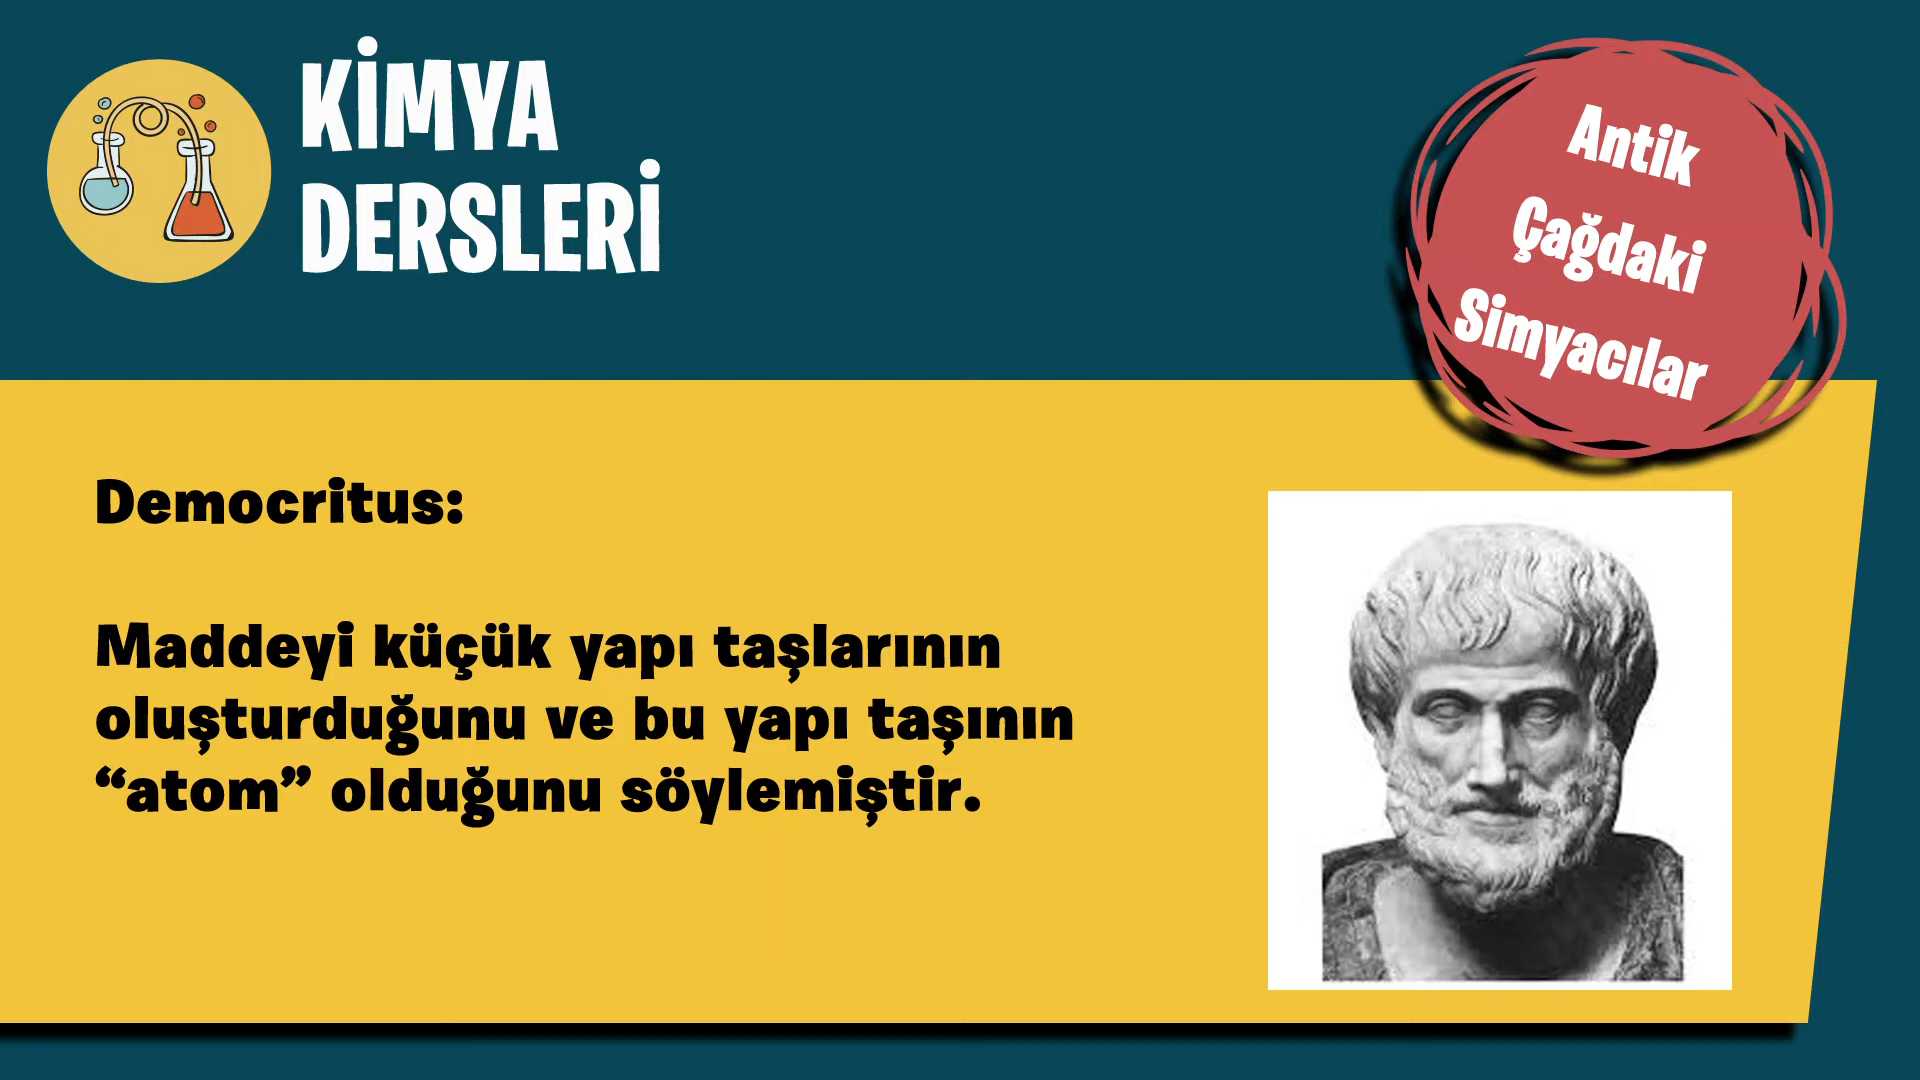 KİMYA
DERSLERİ
Antik
Çağdaki
Simyacılar
Democritus:
Maddeyi küçük yapı taşlarının
oluşturduğunu ve bu yapı taşının
“atom” olduğunu söylemiştir.